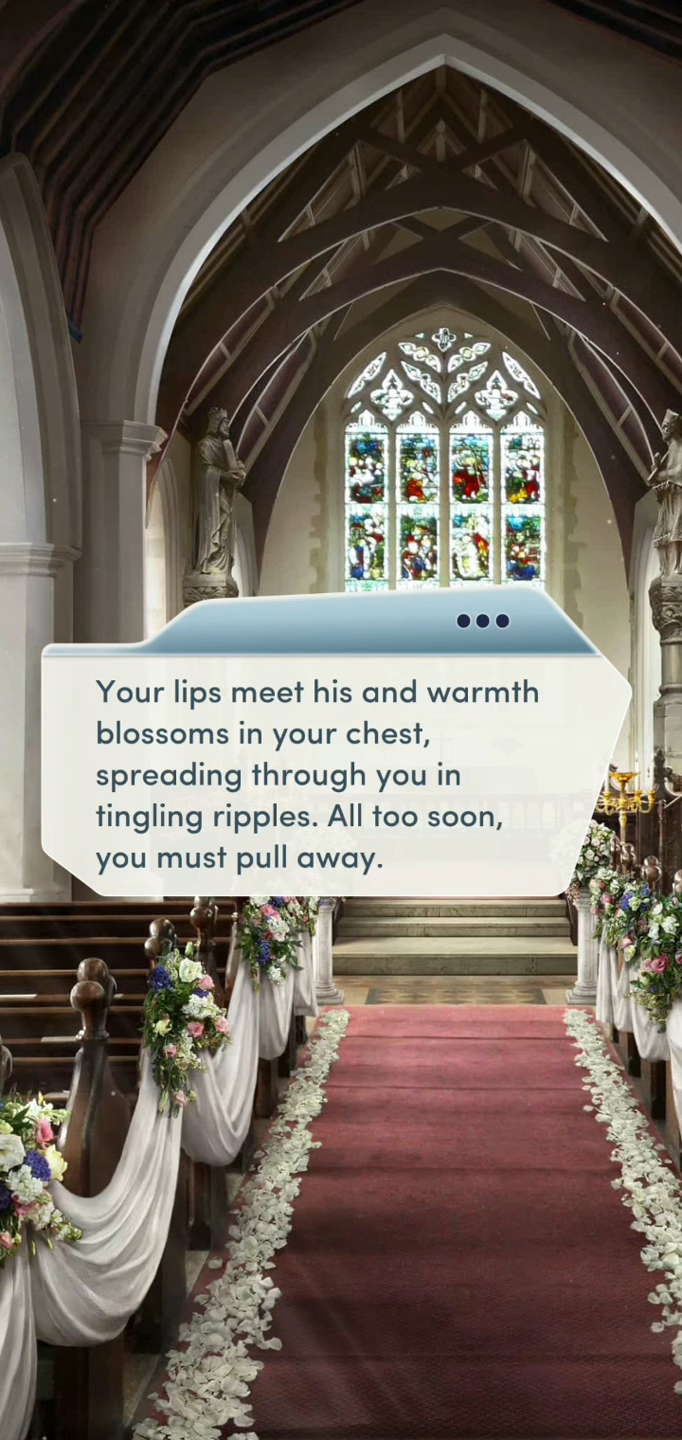 Your lips meet his and warmth
blossoms in your chest,
spreading through you in
tingling ripples. All too soon,
you must pull away.